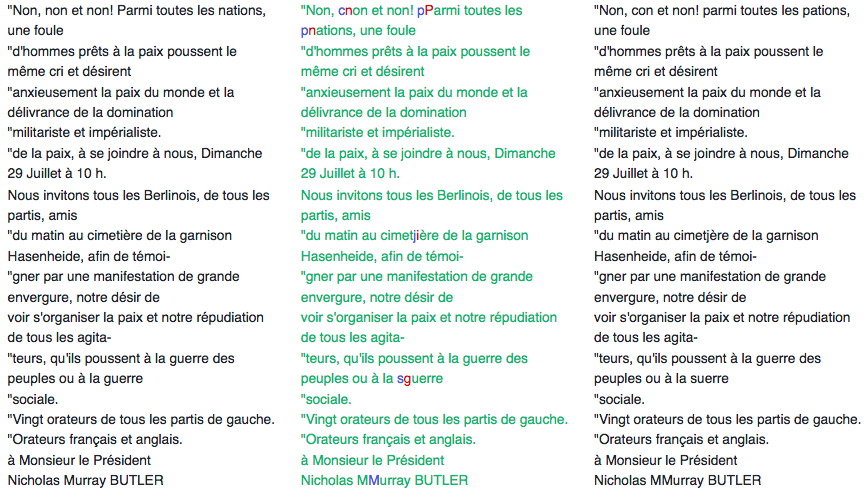 "Non, non et non! Parmi toutes les nations,
une foule
"d'hommes prêts à la paix poussent le
même cri et désirent
"anxieusement la paix du monde et la
délivrance de la domination
"militariste et impérialiste.
"de la paix, à se joindre à nous, Dimanche
29 Juillet à 10 h.
Nous invitons tous les Berlinois, de tous les
partis, amis
"du matin au cimetière de la garnison
Hasenheide, afin de témoi-
"gner par une manifestation de grande
envergure, notre désir de
voir s'organiser la paix et notre répudiation
de tous les agita-
"teurs, qu'ils poussent à la guerre des
peuples ou à la guerre
"sociale.
"Vingt orateurs de tous les partis de gauche.
"Orateurs français et anglais.
à Monsieur le Président
Nicholas Murray BUTLER
"Non, cnon et non! pParmi toutes les
pnations, une foule
"d'hommes prêts à la paix poussent le
même cri et désirent
"anxieusement la paix du monde et la
délivrance de la domination
"militariste et impérialiste.
"de la paix, à se joindre à nous, Dimanche
29 Juillet à 10 h.
Nous invitons tous les Berlinois, de tous les
partis, amis
"du matin au cimetjière de la garnison
Hasenheide, afin de témoi-
"gner par une manifestation de grande
envergure, notre désir de
voir s'organiser la paix et notre répudiation
de tous les agita-
"teurs, qu'ils poussent à la guerre des
peuples ou à la sguerre
"sociale.
"Vingt orateurs de tous les partis de gauche.
"Orateurs français et anglais.
à Monsieur le Président
Nicholas MMurray BUTLER
"Non, con et non! parmi toutes les pations,
une foule
"d'hommes prêts à la paix poussent le
même cri et désirent
"anxieusement la paix du monde et la
délivrance de la domination
"militariste et impérialiste.
"de la paix, à se joindre à nous, Dimanche
29 Juillet à 10 h.
Nous invitons tous les Berlinois, de tous les
partis, amis
"du matin au cimetjère de la garnison
Hasenheide, afin de témoi-
"gner par une manifestation de grande
envergure, notre désir de
voir s'organiser la paix et notre répudiation
de tous les agita-
"teurs, qu'ils poussent à la guerre des
peuples ou à la suerre
"sociale.
"Vingt orateurs de tous les partis de gauche.
"Orateurs français et anglais.
à Monsieur le Président
Nicholas MMurray BUTLER